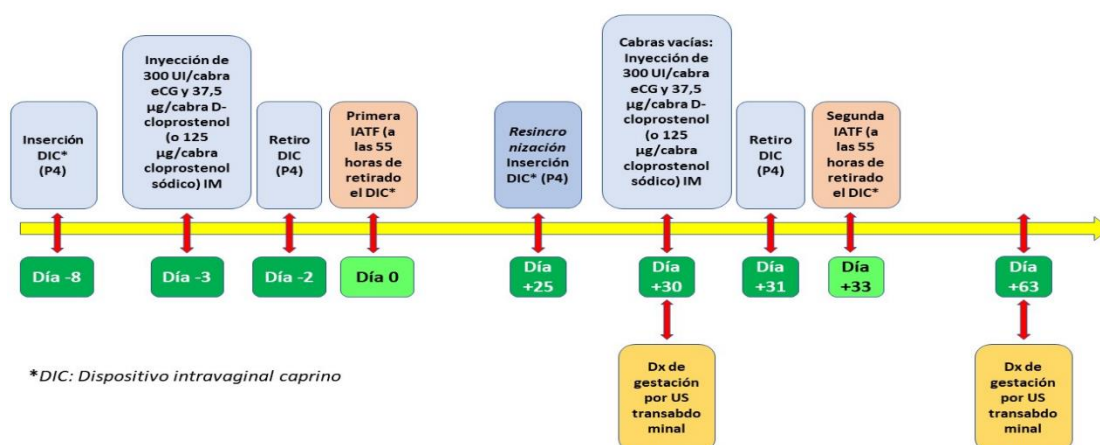 Inserción
DIC*
(P4)
Inyección de
300 UI/cabra
eCG y 37,5
µg/cabra D-
cloprostenol
(o 125
µg/cabra
cloprostenol
sódico) IM
Retiro
DIC
(P4)
Primera
IATF (a
las 55
horas de
retirado
el DIC*
Resincro
nización
Inserción
DIC* (P4)
Cabras vacías:
Inyección de
300 UI/cabra
eCG y 37,5
µg/cabra D-
cloprostenol
(o 125
µg/cabra
cloprostenol
sódico) IM
Retiro
DIC
(P4)
Segunda
IATF (a
las 55
horas de
retirado
el DIC*
Día -8
Día -3
Día -2
Día 0
Día
+25
Día
+30
Día
+31
Día
+33
Día
+63
Dx de
gestación
por US
transabdo
minal
Dx de
gestación
por US
transabdo
minal
*DIC: Dispositivo intravaginal caprino